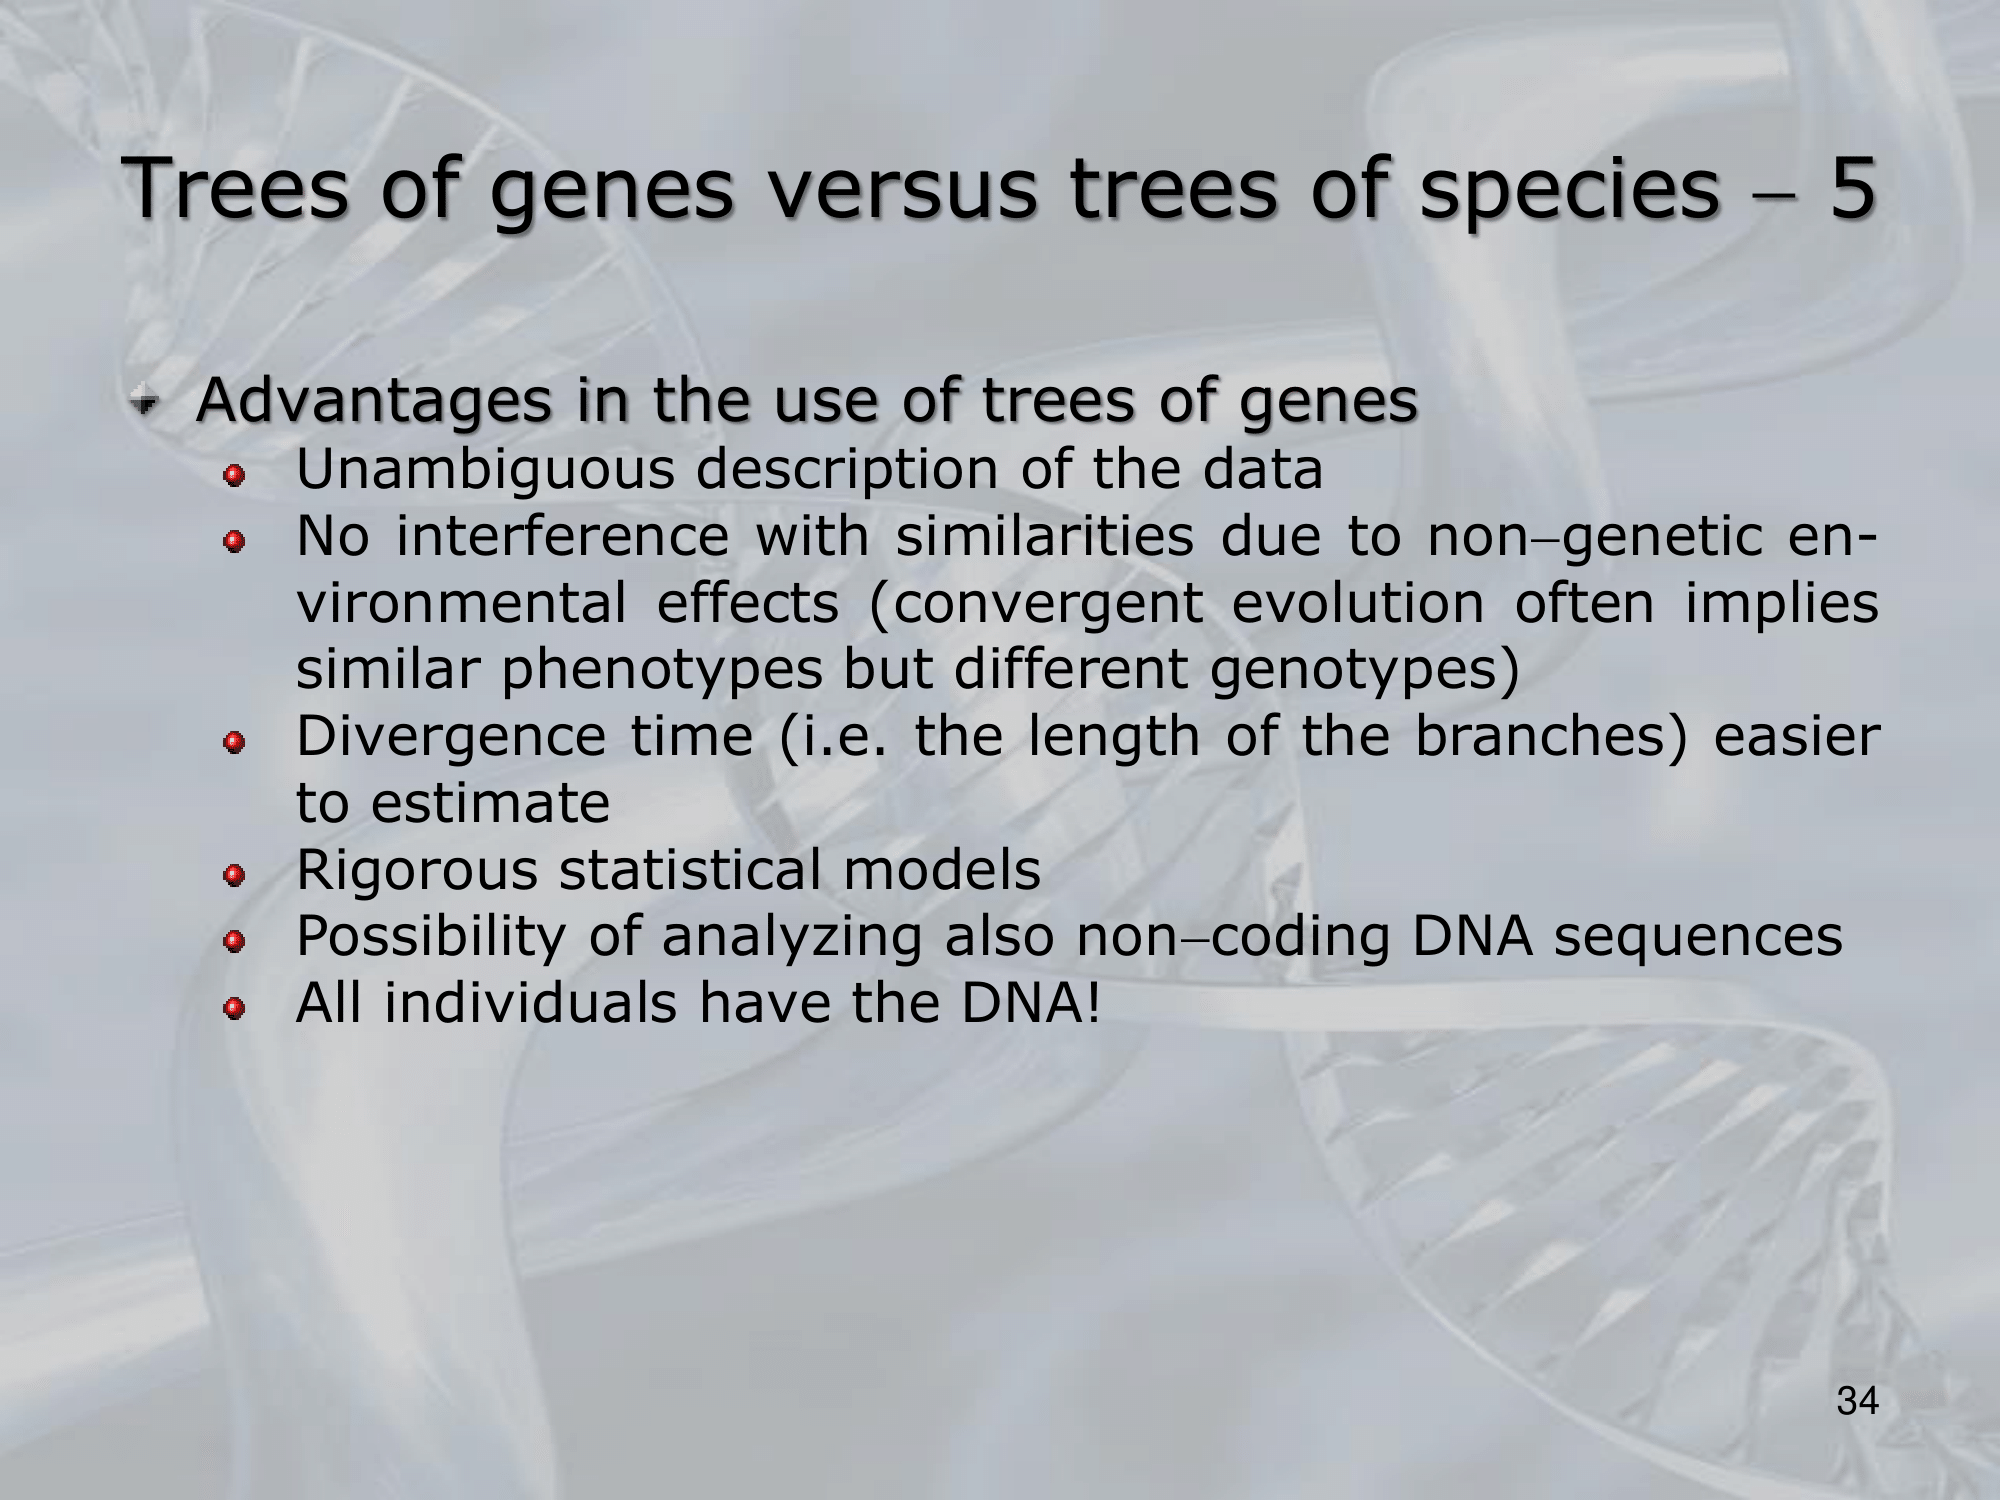 Trees of genes versus trees of species – 5
Advantages in the use of trees of genes
Unambiguous description of the data
No interference with similarities due to non–genetic en-
vironmental effects (convergent evolution often implies
similar phenotypes but different genotypes)
Divergence time (i.e. the length of the branches) easier
to estimate
Rigorous statistical models
Possibility of analyzing also non–coding DNA sequences
All individuals have the DNA!
34